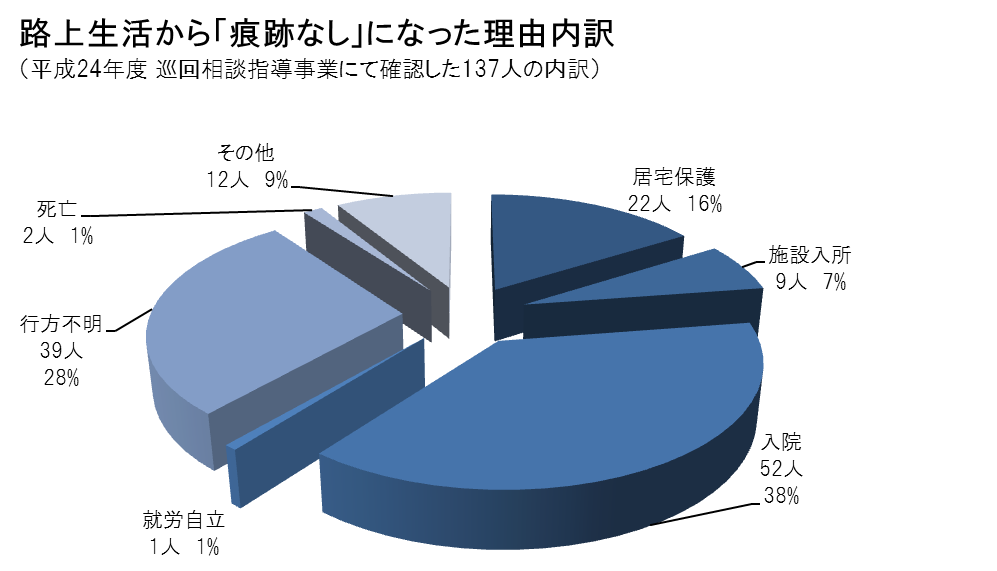 路上生活から「痕跡なし」になった理由内訳
（平成24年度 巡回相談指導事業にて確認した137人の内訳）
その他
12人 9%
居宅保護
22人 16%
死亡
2人 1%
施設入所
9人 7%
行方不明
39人
28%
入院
52人
38%
就労自立
1人 1%